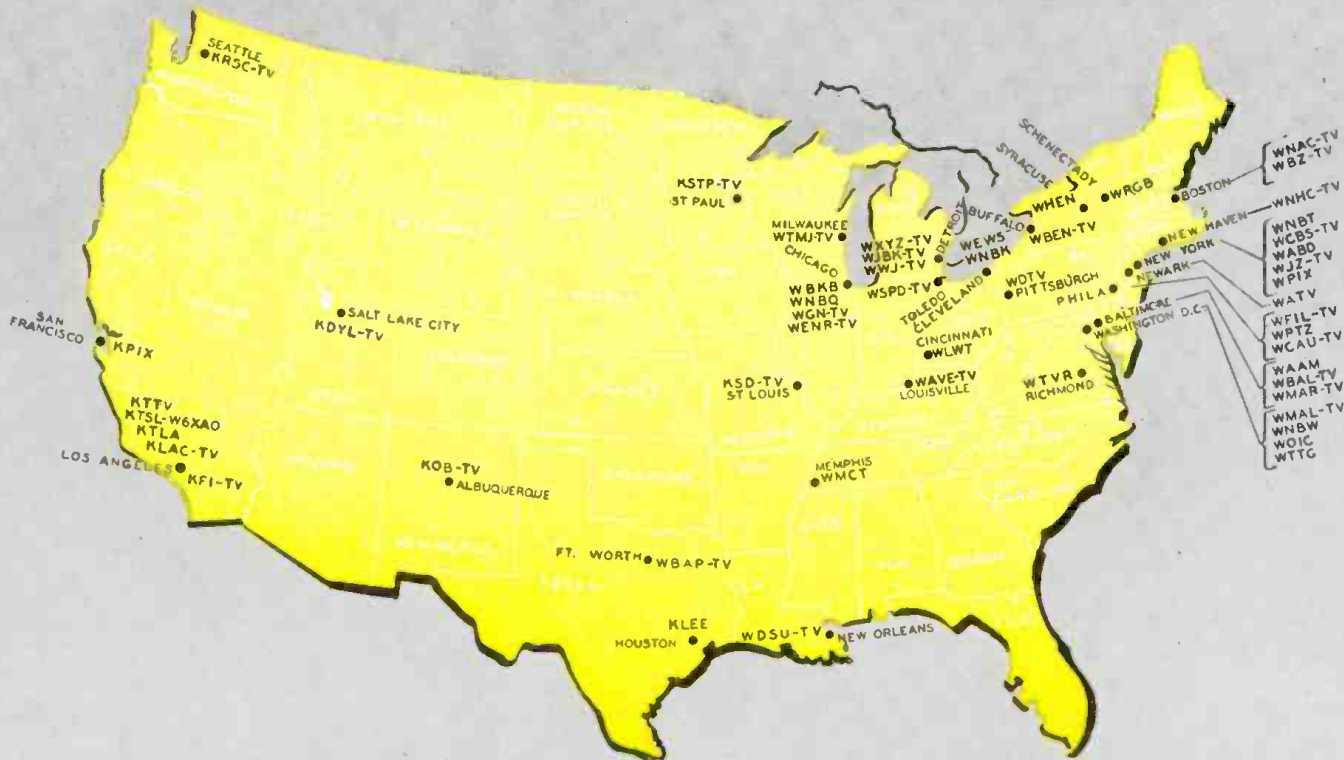 SEATTLE
KRSC-TV
KSTP-TV
ST PAUL
MILWAUKEE
WTMJ-TV
CHICAGO
WBKB
WNBQ
WGN-TV
WENR-TV
WXYZ-TV
WJBK-TV
WWJ-TV
DETROIT
WSPD-TV
TOLEDO
WEWS
WNBK
CLEVELAND
BUFFALO
WBEN-TV
SYRACUSE
WHEN
SCHENECTADY
WRGB
BOSTON
WNAC-TV
WBZ-TV
NEW HAVEN
WNHC-TV
NEW YORK
WNBT
WCBS-TV
WABD
WJZ-TV
WPIX
NEWARK
WATV
PHILA
WFIL-TV
WPTZ
WCAU-TV
BALTIMORE
WAAM
WBAL-TV
WMAR-TV
WASHINGTON D.C.
WMAL-TV
WNBW
WOIC
WTTG
WDTV
PITTSBURGH
CINCINNATI
WLWT
WAVE-TV
LOUISVILLE
WTVR
RICHMOND
KSD-TV
ST LOUIS
SALT LAKE CITY
KDYL-TV
SAN
FRANCISCO
KPIX
KTTV
KTSL-W6XAO
KTLA
KLAC-TV
LOS ANGELES
KFI-TV
KOB-TV
ALBUQUERQUE
MEMPHIS
WMCT
FT. WORTH
WBAP-TV
KLEE
HOUSTON
WDSU-TV
NEW ORLEANS